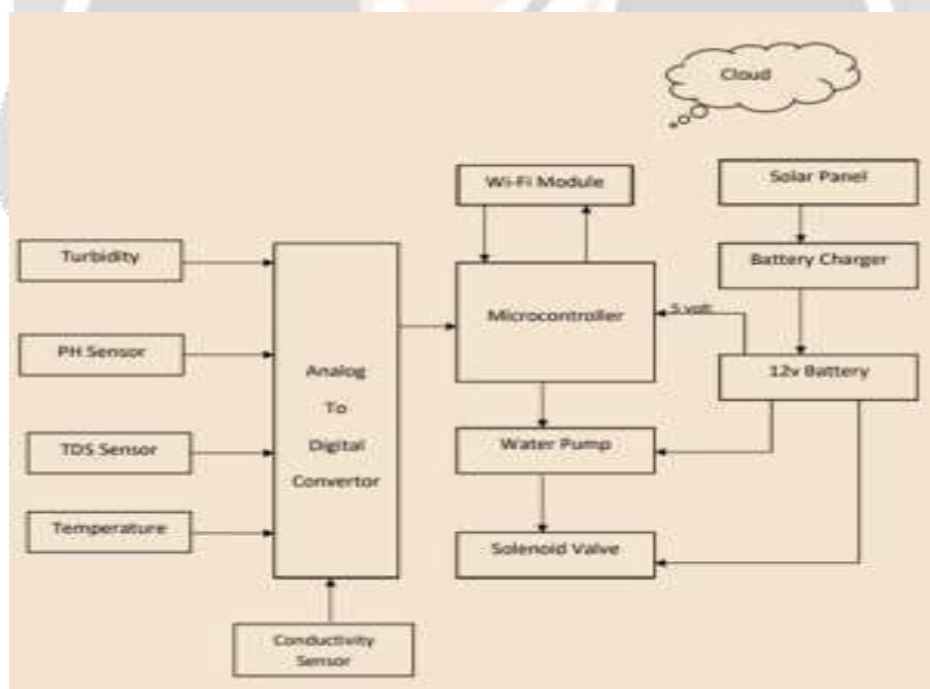 Cloud
Wi-Fi Module
Solar Panel
Turbidity
Battery Charger
Microcontroller
5 volt
PH Sensor
Analog
To
Digital
Convertor
12v Battery
TDS Sensor
Water Pump
Temperature
Solenoid Valve
Conductivity
Sensor